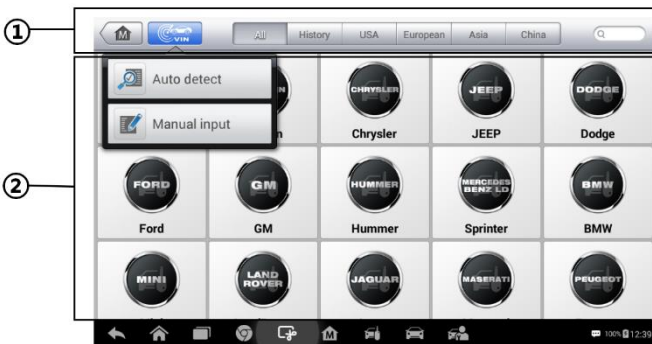 ①
VIN
All History USA European Asia China
②
Auto detect
Manual input
CHRYSLER JEEP DODGE
Chrysler JEEP Dodge
FORD GM HUMMER MERCEDES BENZ LD BMW
Ford GM Hummer Sprinter BMW
MINI LAND ROVER JAGUAR MASERATI PEUGEOT
100% 12:39